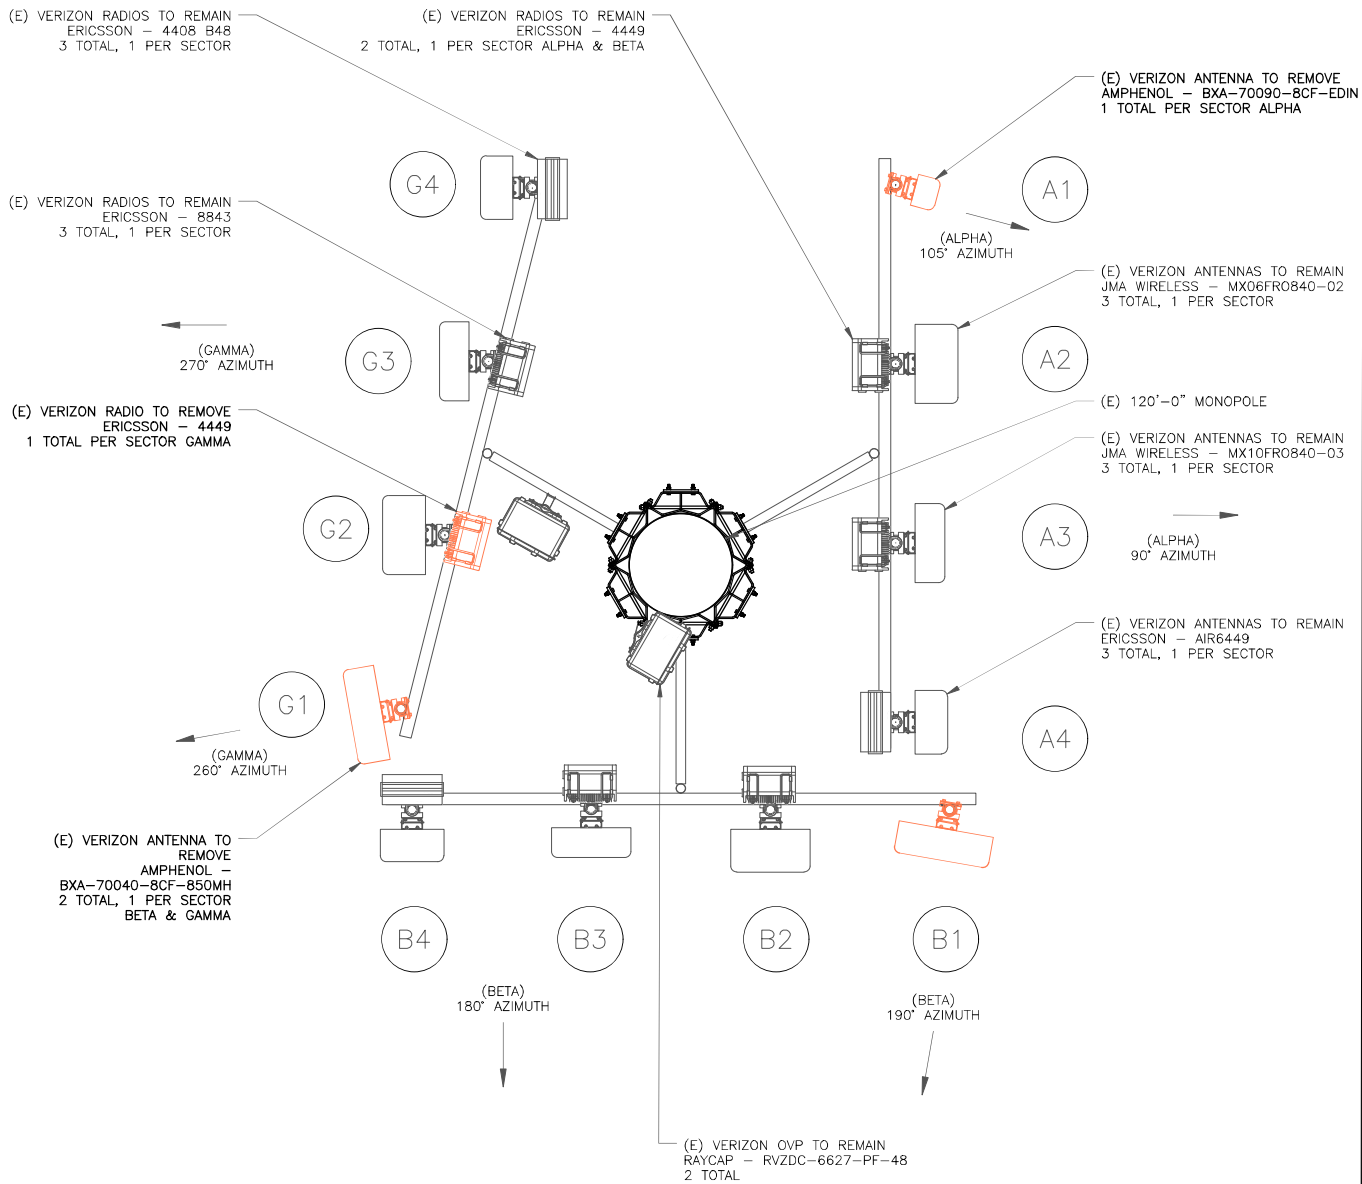 (E) VERIZON RADIOS TO REMAIN
ERICSSON – 4408 B48
3 TOTAL, 1 PER SECTOR
(E) VERIZON RADIOS TO REMAIN
ERICSSON – 4449
2 TOTAL, 1 PER SECTOR ALPHA & BETA
(E) VERIZON ANTENNA TO REMOVE
AMPHENOL – BXA-70090-8CF-EDIN
1 TOTAL PER SECTOR ALPHA
G4
A1
(E) VERIZON RADIOS TO REMAIN
ERICSSON – 8843
3 TOTAL, 1 PER SECTOR
(ALPHA)
105° AZIMUTH
(E) VERIZON ANTENNAS TO REMAIN
JMA WIRELESS – MX06FRO840-02
3 TOTAL, 1 PER SECTOR
(GAMMA)
270° AZIMUTH
G3
A2
(E) VERIZON RADIO TO REMOVE
ERICSSON – 4449
1 TOTAL PER SECTOR GAMMA
(E) 120'-0" MONOPOLE
(E) VERIZON ANTENNAS TO REMAIN
JMA WIRELESS – MX10FRO840-03
3 TOTAL, 1 PER SECTOR
G2
A3
(ALPHA)
90° AZIMUTH
(E) VERIZON ANTENNAS TO REMAIN
ERICSSON – AIR6449
3 TOTAL, 1 PER SECTOR
G1
A4
(GAMMA)
260° AZIMUTH
(E) VERIZON ANTENNA TO
REMOVE
AMPHENOL –
BXA-70040-8CF-850MH
2 TOTAL, 1 PER SECTOR
BETA & GAMMA
B4
B3
B2
B1
(BETA)
180° AZIMUTH
(BETA)
190° AZIMUTH
(E) VERIZON OVP TO REMAIN
RAYCAP – RVZDC-6627-PF-48
2 TOTAL